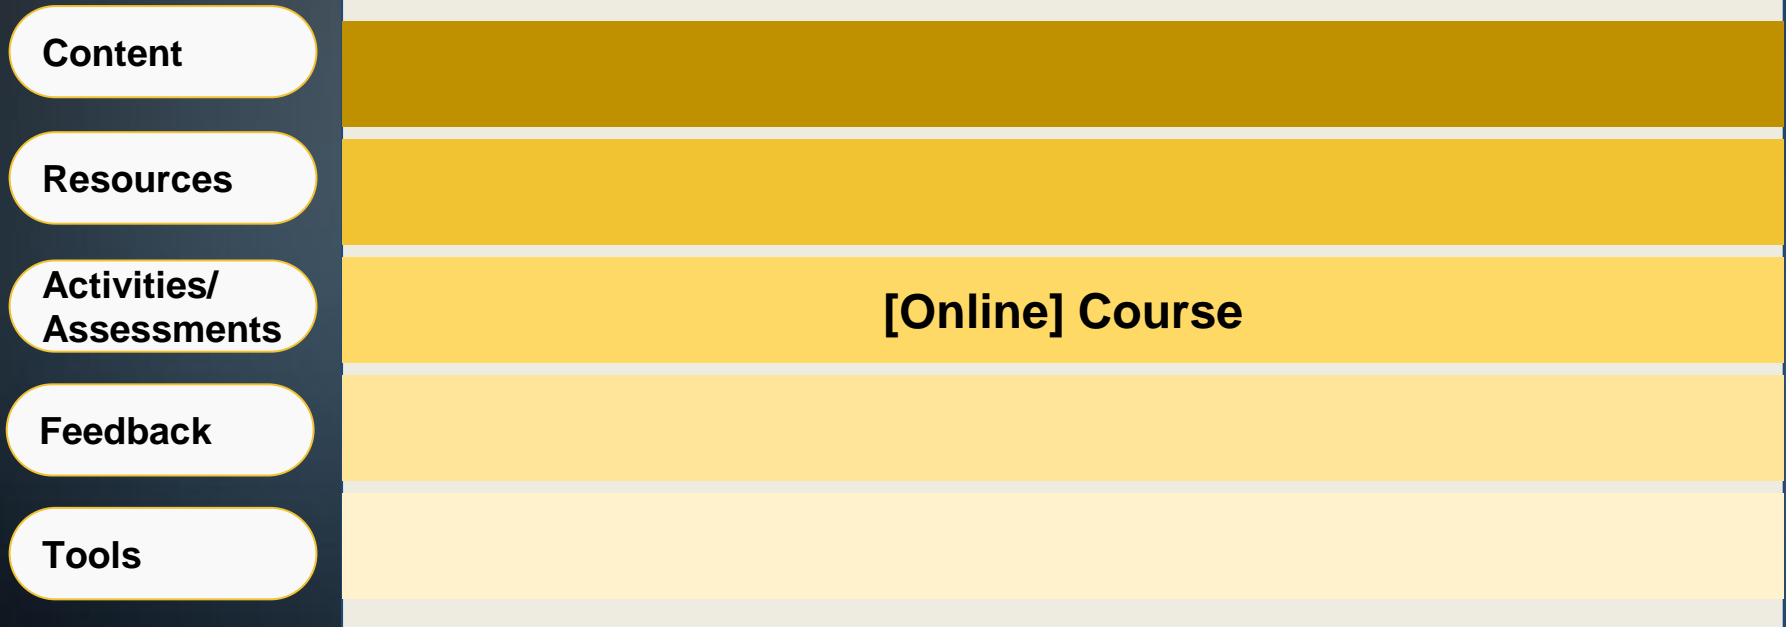 Content
Resources
Activities/
Assessments
[Online] Course
Feedback
Tools